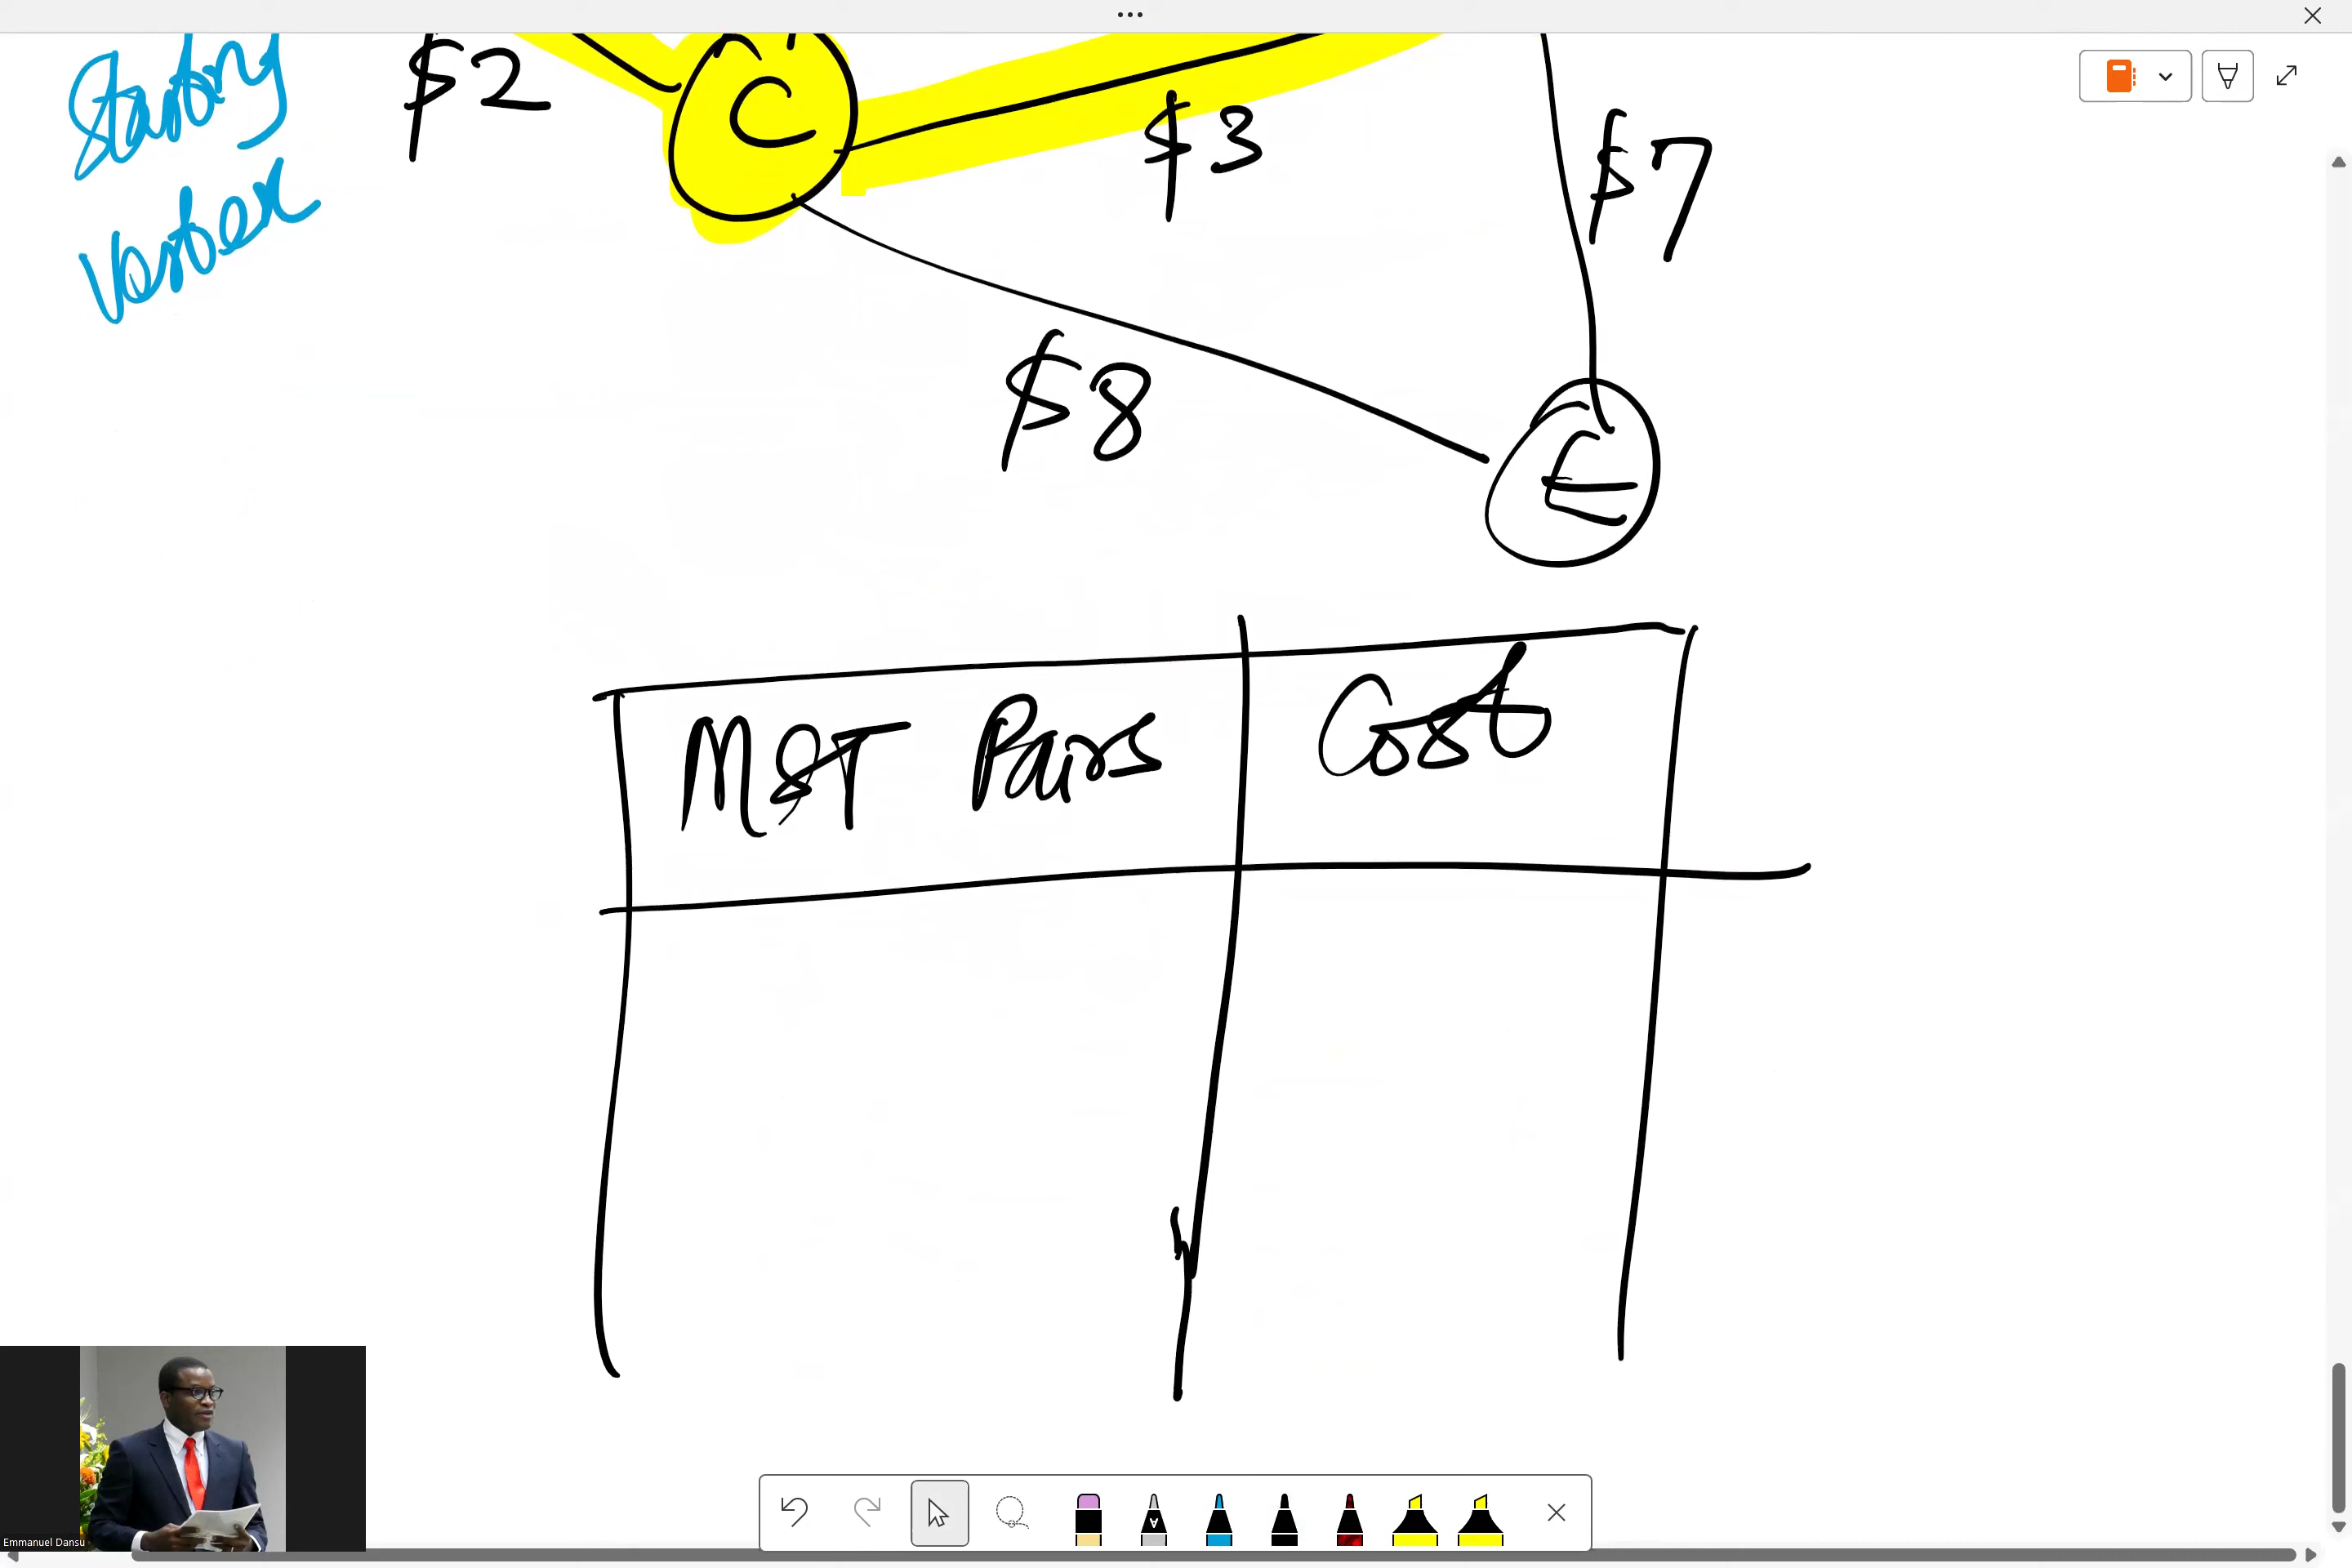 Starting
Vertex
$2
C
$3
$7
$8
E
MST Pairs
Cost
Emmanuel Dansu